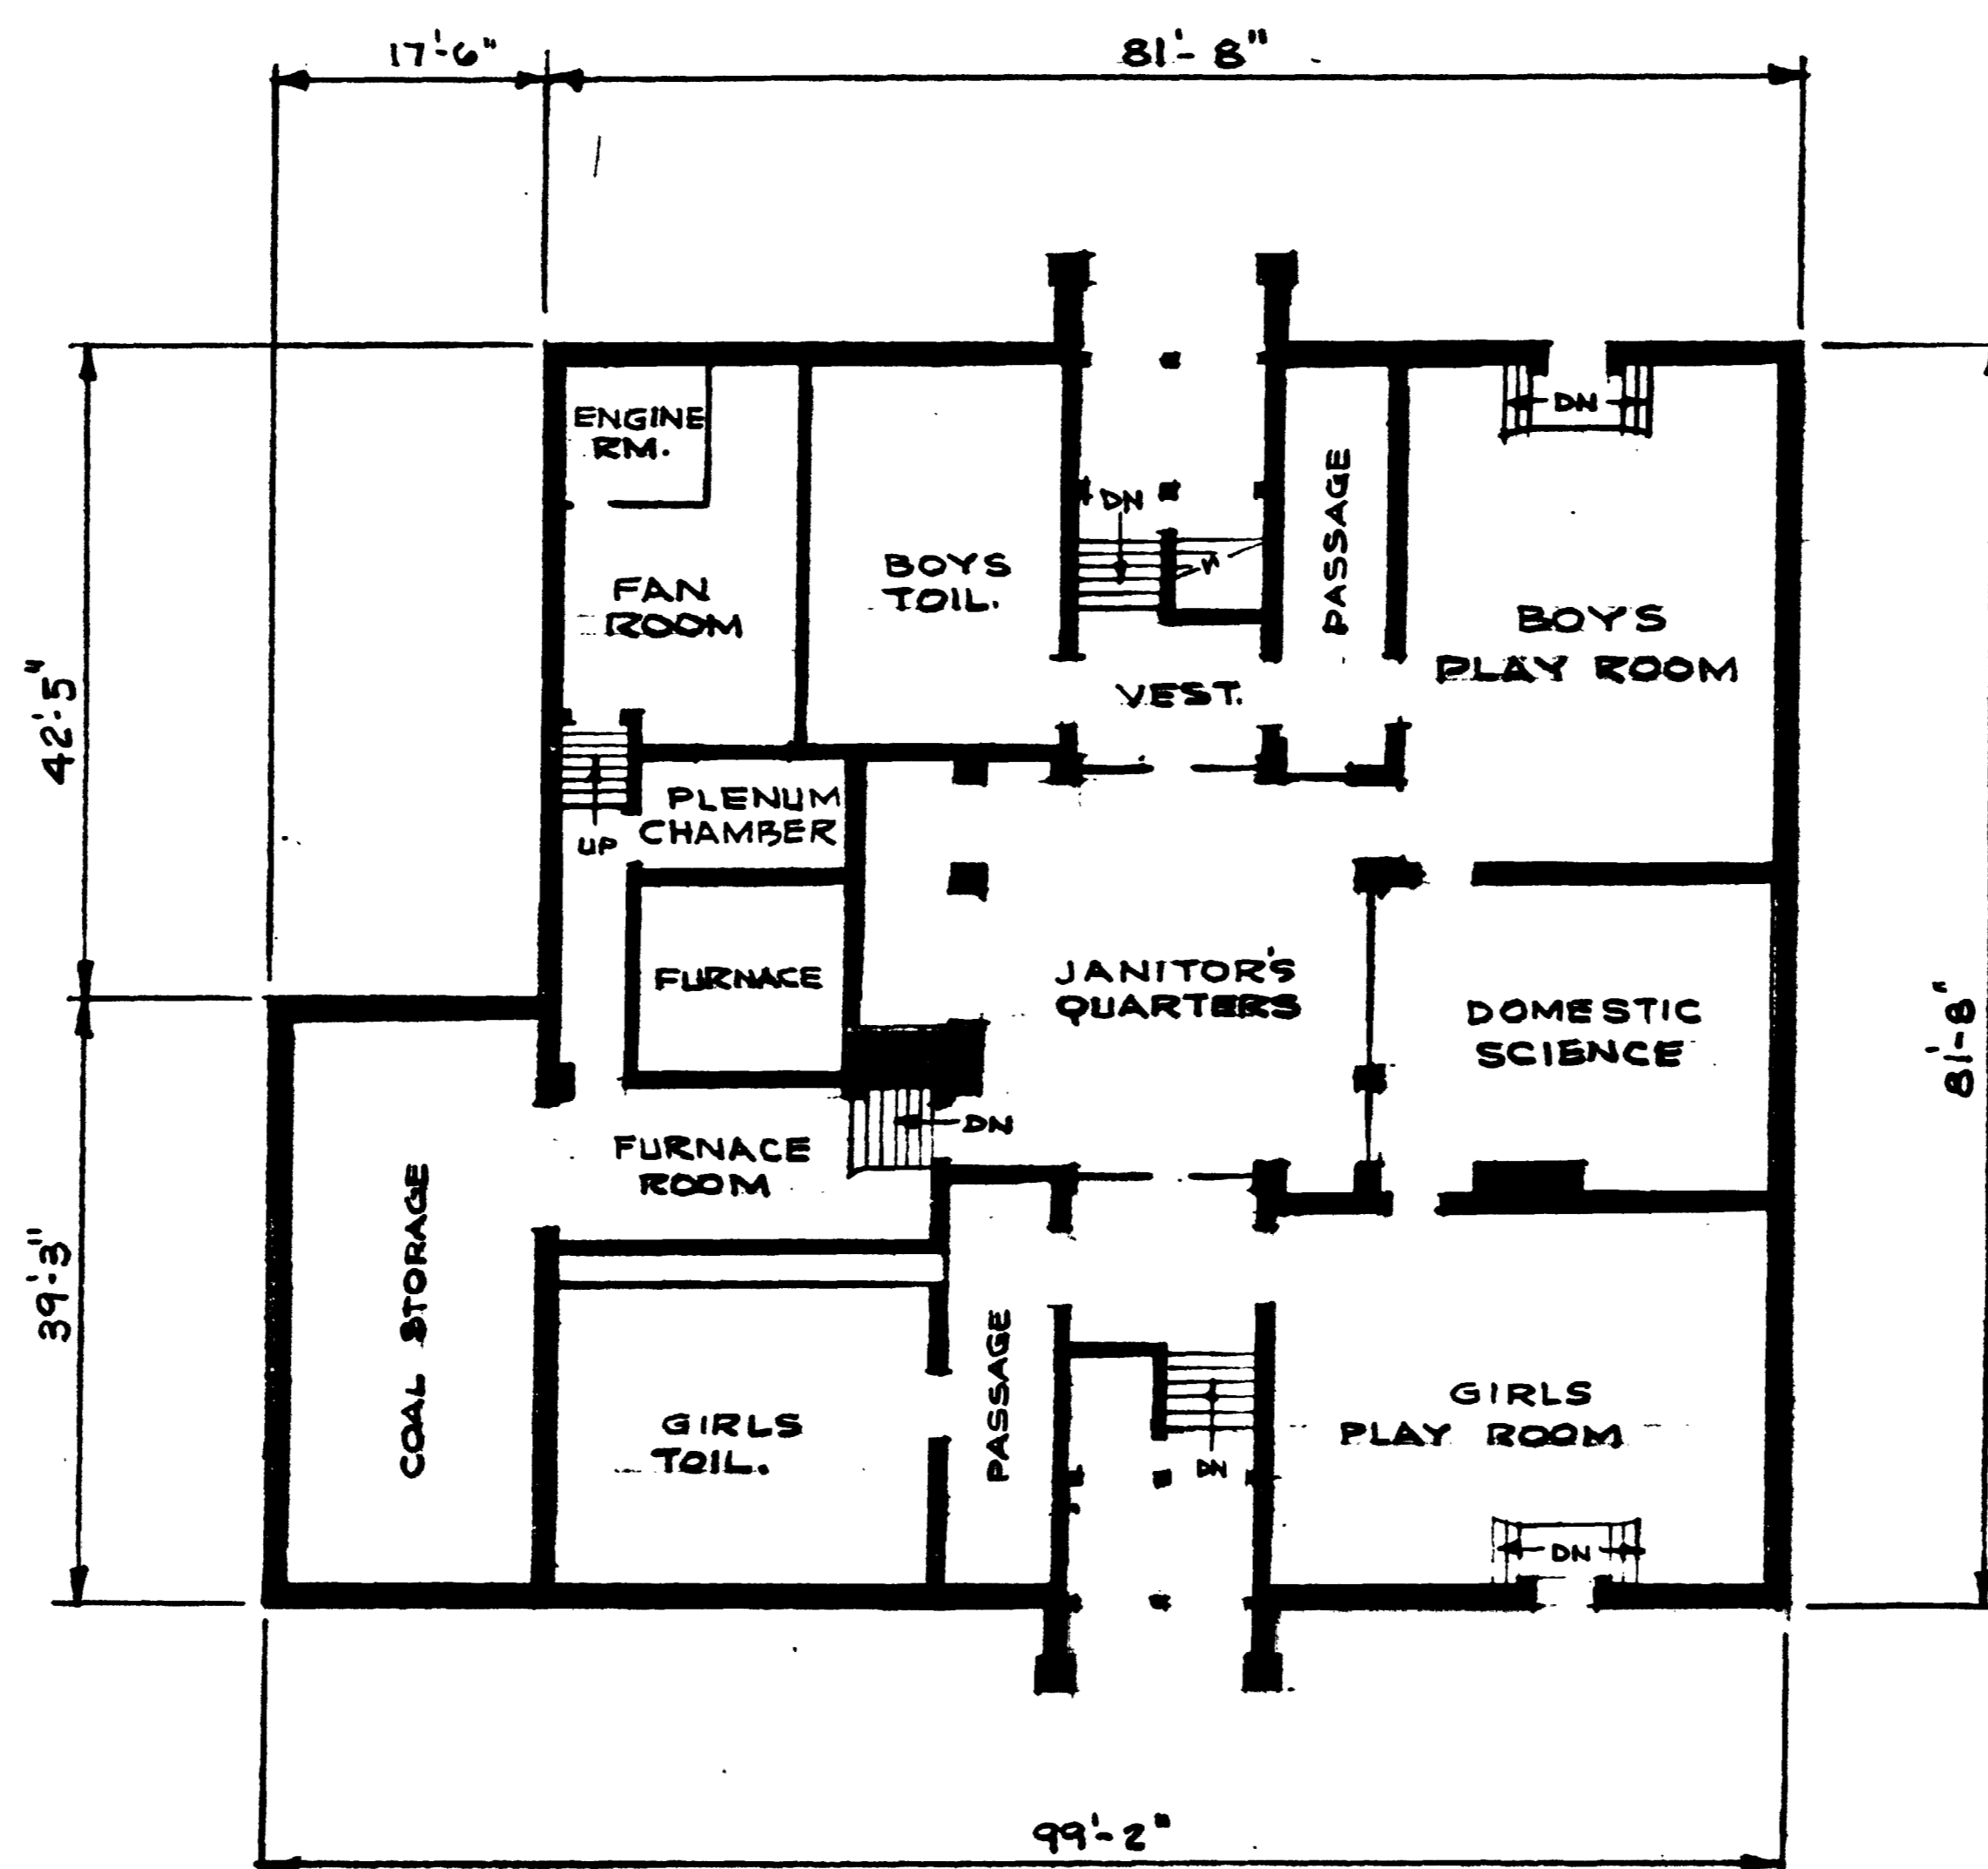 17'-6"
81'-8"
ENGINE
RM.
DN
DN
PASSAGE
FAN
ROOM
BOYS
TOIL.
BOYS
PLAY ROOM
VEST.
42'-5"
PLENUM
CHAMBER
UP
FURNACE
JANITOR'S
QUARTERS
DOMESTIC
SCIENCE
81'-8"
DN
FURNACE
ROOM
COAL STORAGE
39'-3"
PASSAGE
GIRLS
TOIL.
GIRLS
PLAY ROOM
DN
DN
99'-2"